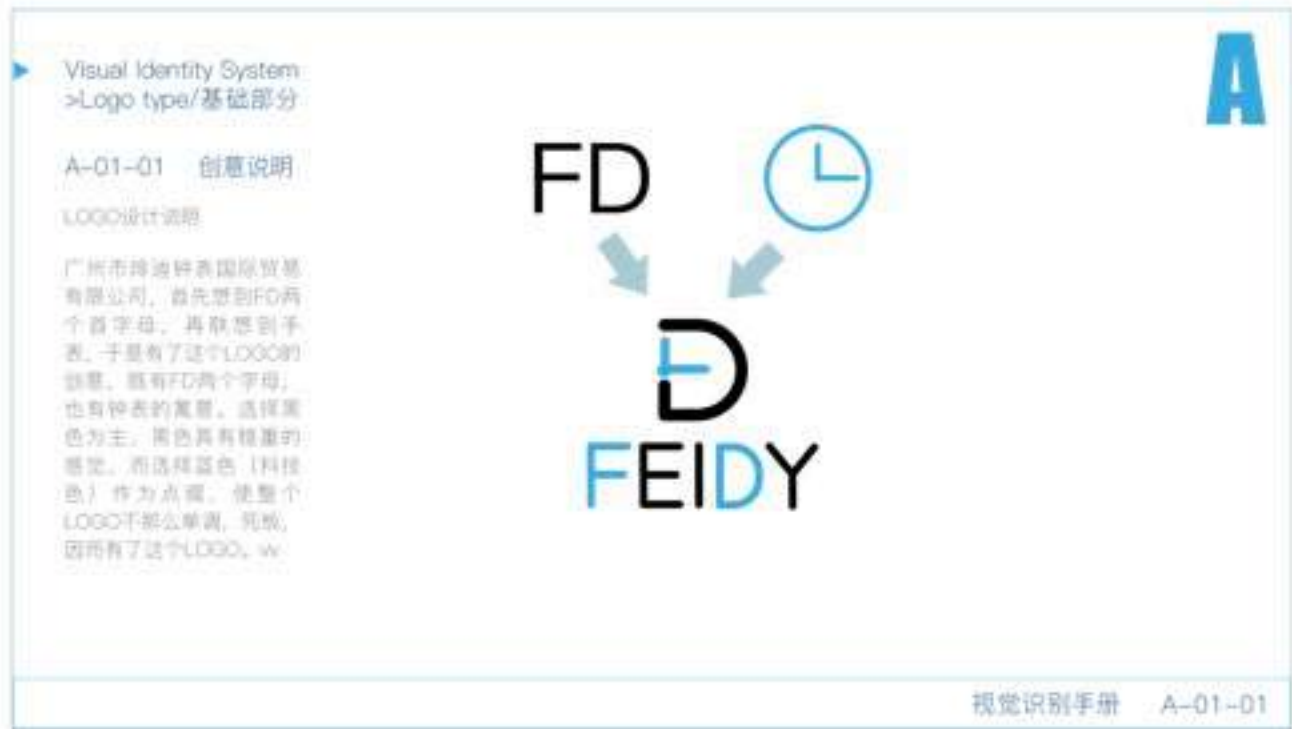 Visual Identity System
>Logo type/基础部分
A-01-01 创意说明
LOGO设计说明
广州市绯迪钟表国际贸易
有限公司，首先想到FD两
个首字母，再联想到手
表，于是有了这个LOGO的
创意，既有FD两个字母，
也有钟表的寓意。选择黑
色为主，黑色具有稳重的
感觉，而选择蓝色（科技
色）作为点缀，使整个
LOGO不那么单调，死板，
因而有了这个LOGO。vv
A
FD
FEIDY
视觉识别手册 A-01-01